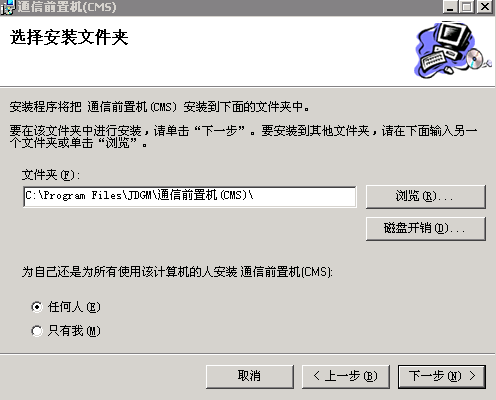 通信前置机(CMS)
选择安装文件夹
安装程序将把 通信前置机(CMS) 安装到下面的文件夹中。
要在该文件夹中进行安装，请单击“下一步”。要安装到其他文件夹，请在下面输入另一
个文件夹或单击“浏览”。
文件夹(F):
C:\Program Files\JDGM\通信前置机(CMS)\
浏览(R)...
磁盘开销(D)...
为自己还是为所有使用该计算机的人安装 通信前置机(CMS):
任何人(E)
只有我(M)
取消
< 上一步(B)
下一步(N) >